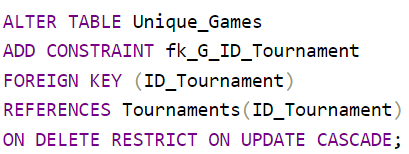 ALTER TABLE Unique_Games
ADD CONSTRAINT fk_G_ID_Tournament
FOREIGN KEY (ID_Tournament)
REFERENCES Tournaments(ID_Tournament)
ON DELETE RESTRICT ON UPDATE CASCADE;